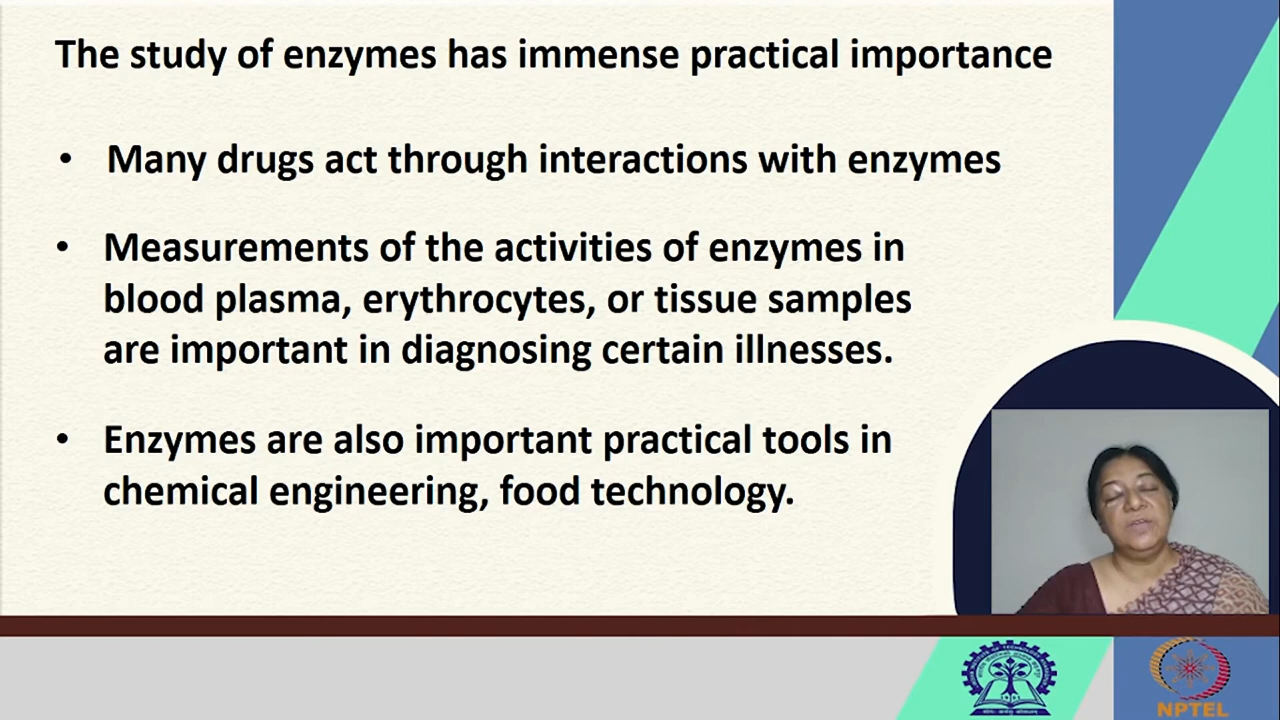 The study of enzymes has immense practical importance
• Many drugs act through interactions with enzymes
• Measurements of the activities of enzymes in
blood plasma, erythrocytes, or tissue samples
are important in diagnosing certain illnesses.
• Enzymes are also important practical tools in
chemical engineering, food technology.
NPTEL